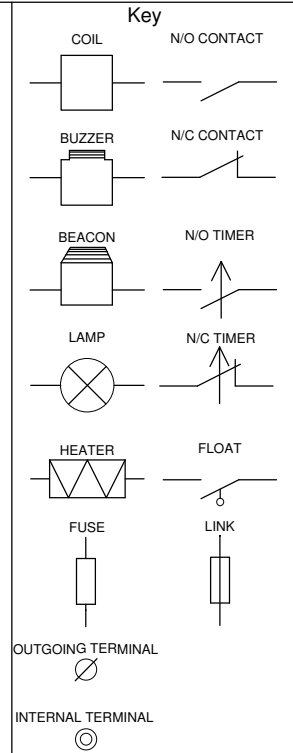 Key
COIL
N/O CONTACT
BUZZER
N/C CONTACT
BEACON
N/O TIMER
LAMP
N/C TIMER
HEATER
FLOAT
FUSE
LINK
OUTGOING TERMINAL
INTERNAL TERMINAL